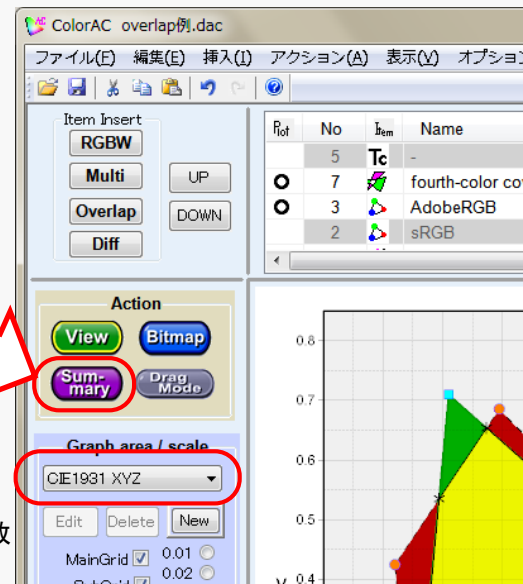 ColorAC overlap例.dac
ファイル(F) 編集(E) 挿入(I) アクション(A) 表示(V) オプション
Item Insert
RGBW
Multi
Overlap
Diff
UP
DOWN
Plot No Item Name
5 Tc -
7 fourth-color co
3 AdobeRGB
2 sRGB
Action
View Bitmap
Sum-
mary
Drag
Mode
Graph area / scale
CIE1931 XYZ
Edit Delete New
MainGrid 0.01
0.02
数
0.8
0.7
0.6
0.5
y 0.4